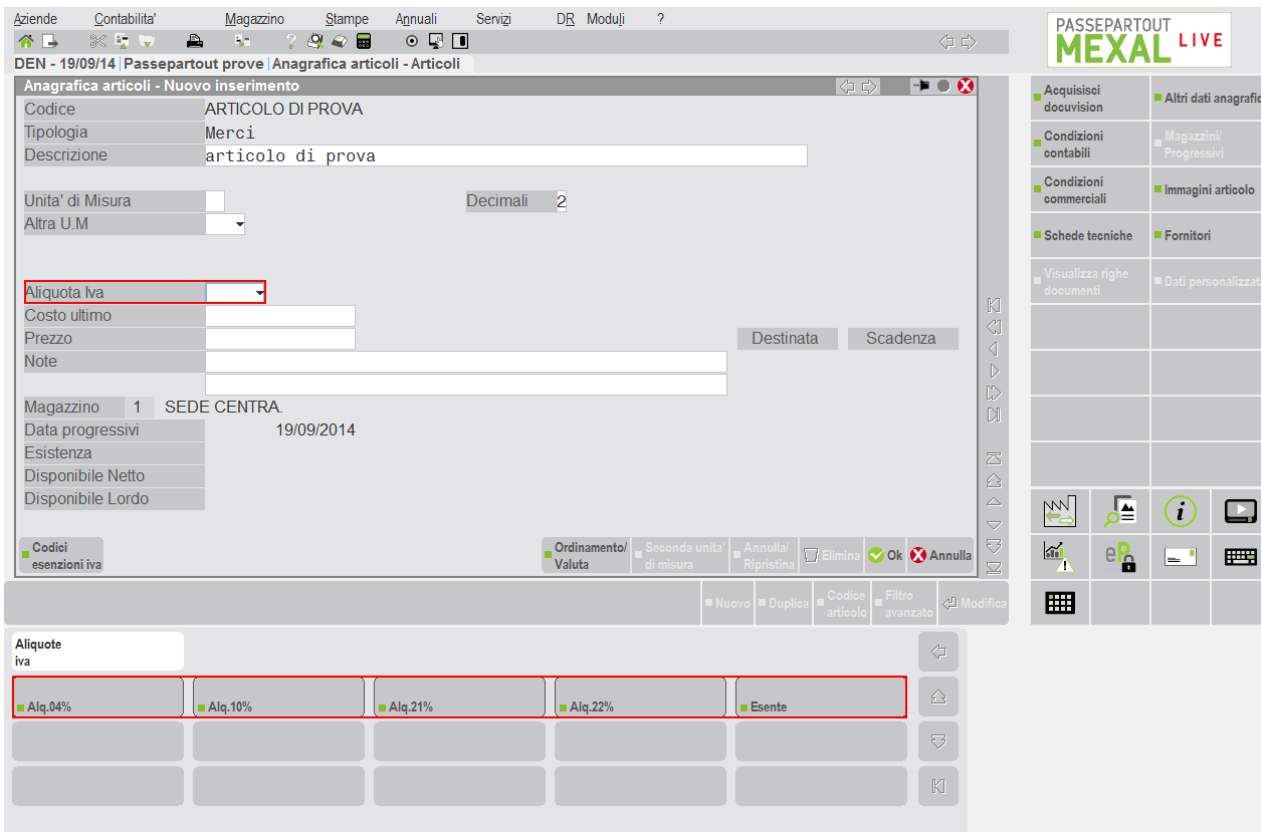 Aziende Contabilita' Magazzino Stampe Annuali Servizi DR Moduli ?
DEN - 19/09/14 Passepartout prove Anagrafica articoli - Articoli
PASSEPARTOUT
MEXAL LIVE
Anagrafica articoli - Nuovo inserimento
Codice ARTICOLO DI PROVA
Tipologia Merci
Descrizione articolo di prova
Unita' di Misura Decimali 2
Altra U.M
Aliquota Iva
Costo ultimo
Prezzo Destinata Scadenza
Note
Magazzino 1 SEDE CENTRA.
Data progressivi 19/09/2014
Esistenza
Disponibile Netto
Disponibile Lordo
Codici
esenzioni iva
Ordinamento/
Valuta
Seconda unita'
di misura
Annulla/
Ripristina
Elimina
Ok
Annulla
Nuovo
Duplica
Codice
articolo
Filtro
avanzato
Modifica
Acquisisci
docuvision
Altri dati anagrafic
Condizioni
contabili
Magazzini/
Progressivi
Condizioni
commerciali
Immagini articolo
Schede tecniche
Fornitori
Visualizza righe
documenti
Dati personalizzat
Aliquote
iva
Alq.04%
Alq.10%
Alq.21%
Alq.22%
Esente